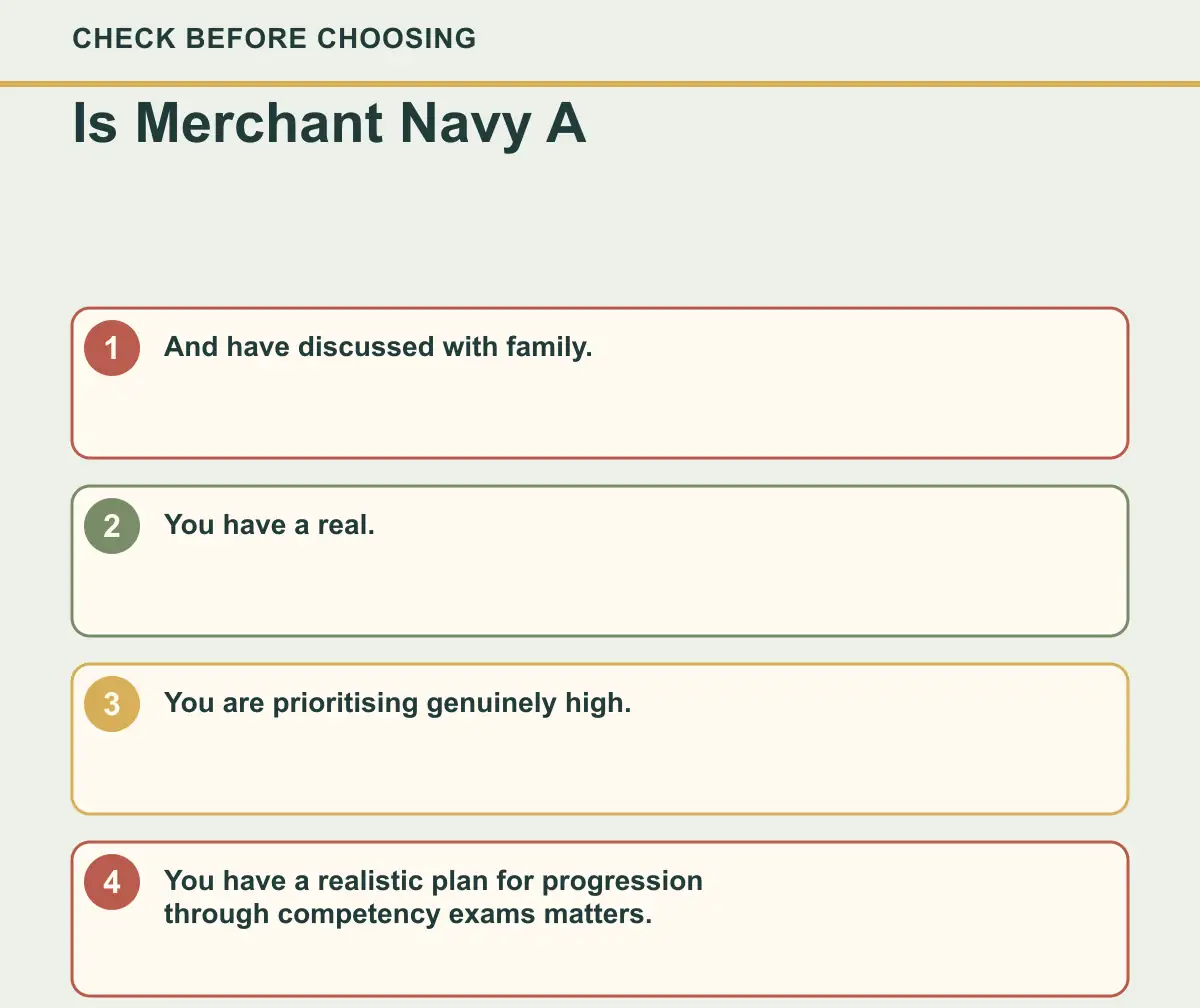 CHECK BEFORE CHOOSING
Is Merchant Navy A
1
And have discussed with family.
2
You have a real.
3
You are prioritising genuinely high.
4
You have a realistic plan for progression
through competency exams matters.